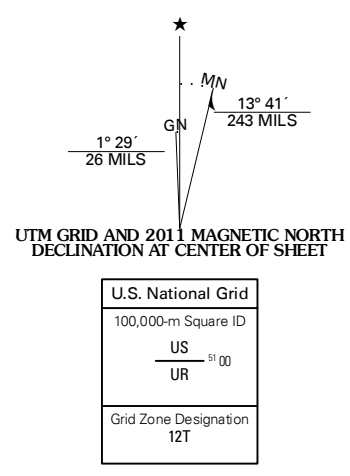 ★
MN
GN
13° 41´
243 MILS
1° 29´
26 MILS
UTM GRID AND 2011 MAGNETIC NORTH
DECLINATION AT CENTER OF SHEET
U.S. National Grid
100,000-m Square ID
US
51 00
UR
Grid Zone Designation
12T